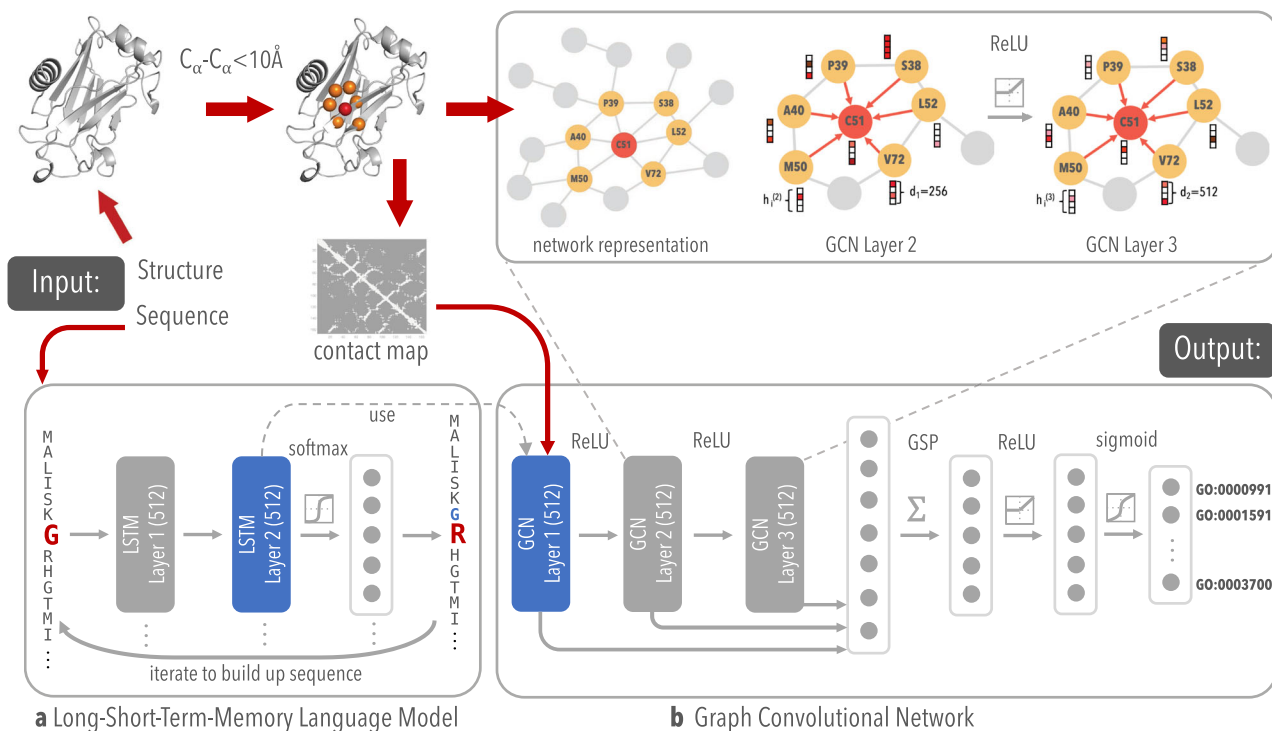 Cα-Cα<10Å
P39
S38
A40
L52
C51
M50
V72
network representation
P39
S38
A40
L52
C51
M50
V72
hi(2)
d1=256
GCN Layer 2
ReLU
P39
S38
A40
L52
C51
M50
V72
hi(3)
d2=512
GCN Layer 3
Input:
Structure
Sequence
contact map
Output:
M
A
L
I
S
K
G
R
H
G
T
M
I
LSTM
Layer 1 (512)
LSTM
Layer 2 (512)
use
softmax
M
A
L
I
S
K
G
R
H
G
T
M
I
iterate to build up sequence
GCN
Layer 1 (512)
ReLU
GCN
Layer 2 (512)
ReLU
GCN
Layer 3 (512)
GSP
Σ
ReLU
sigmoid
GO:0000991
GO:0001591
GO:0003700
a Long-Short-Term-Memory Language Model
b Graph Convolutional Network